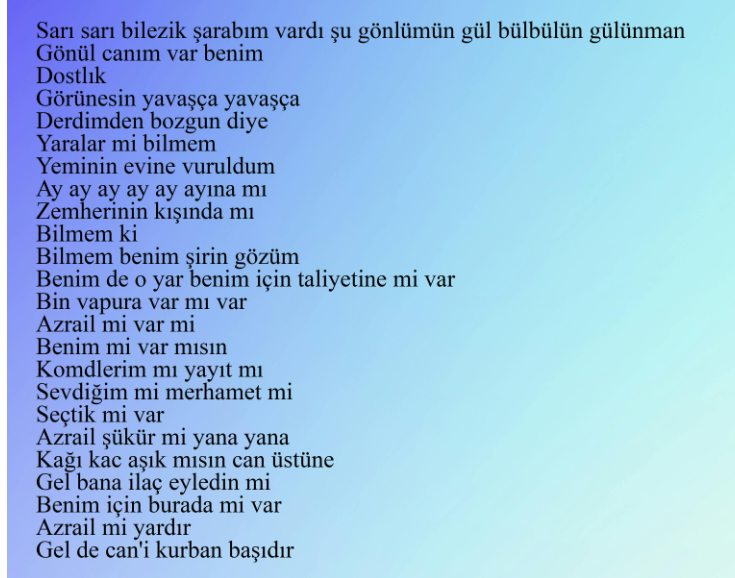 Sarı sarı bilezik şarabım vardı şu gönlümün gül bülbülün gülünman
Gönül canım var benim
Dostlık
Görünesin yavaşça yavaşça
Derdimden bozgun diye
Yaralar mi bilmem
Yeminin evine vuruldum
Ay ay ay ay ay ayına mı
Zemherinin kışında mı
Bilmem ki
Bilmem benim şirin gözüm
Benim de o yar benim için taliyetine mi var
Bin vapura var mı var
Azrail mi var mi
Benim mi var mısın
Komdlerim mı yayıt mı
Sevdiğim mi merhamet mi
Seçtik mi var
Azrail şükür mi yana yana
Kağı kac aşık mısın can üstüne
Gel bana ilaç eyledin mi
Benim için burada mi var
Azrail mi yardır
Gel de can'i kurban başıdır